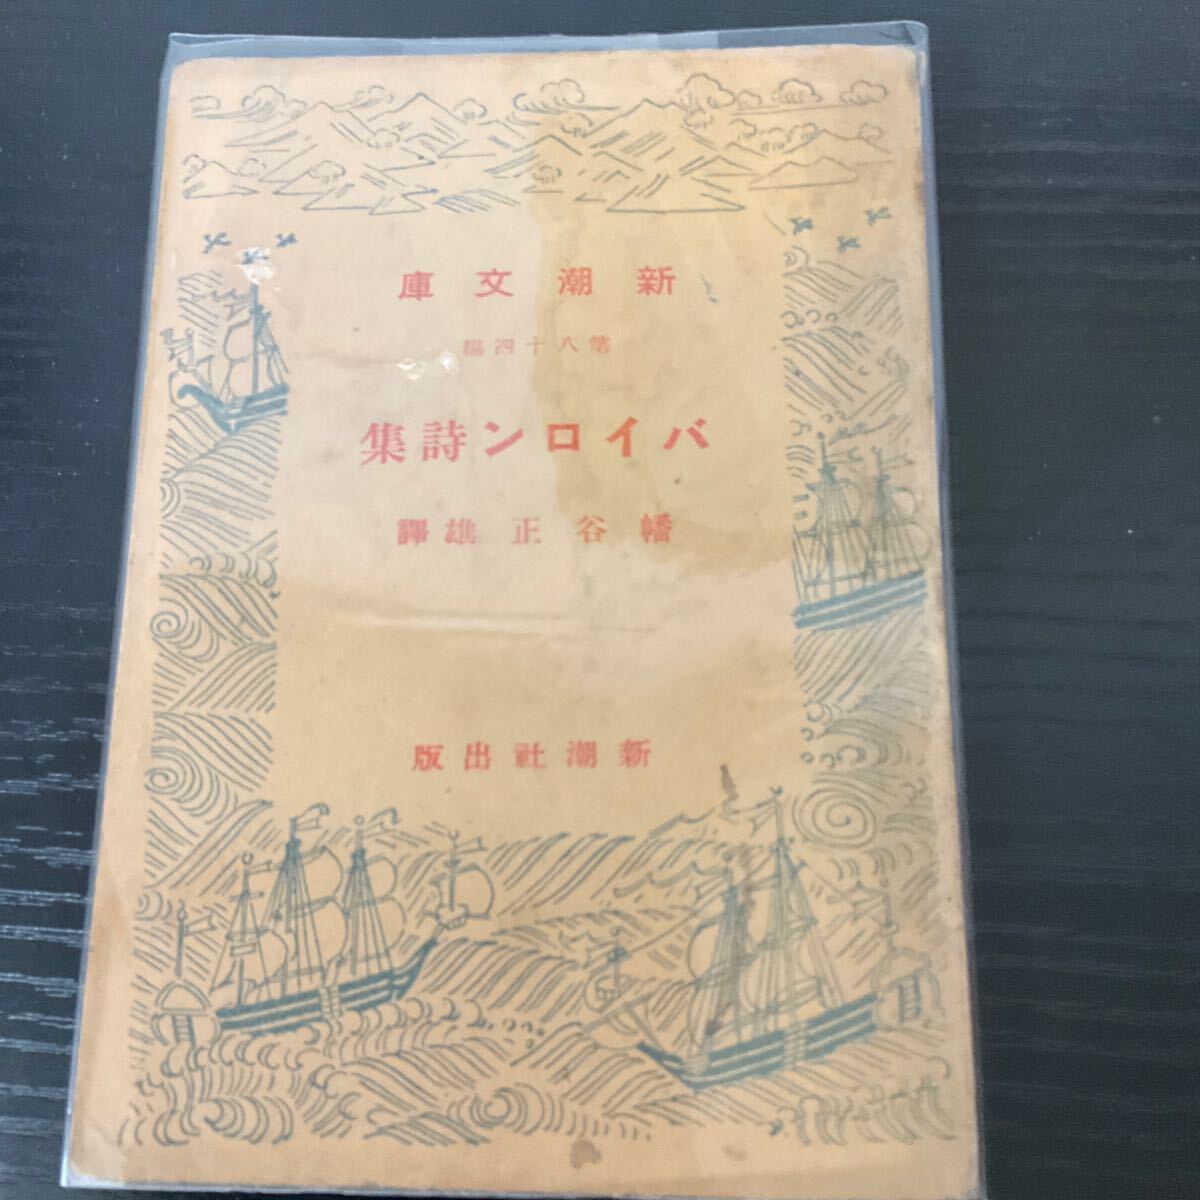 新潮文庫
第八十四編
バイロン詩集
幡谷正雄譯
新潮社出版